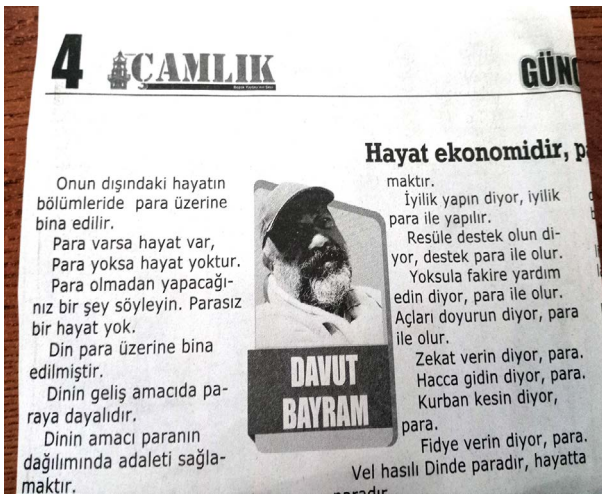 4
ÇAMLIK
Hayat ekonomidir,
Onun dışındaki hayatın
bölümleride para üzerine
bina edilir.
Para varsa hayat var,
Para yoksa hayat yoktur.
Para olmadan yapacağı-
nız bir şey söyleyin. Parasız
bir hayat yok.
Din para üzerine bina
edilmiştir.
Dinin geliş amacıda pa-
raya dayalıdır.
Dinin amacı paranın
dağılımında adaleti sağla-
maktır.
DAVUT
BAYRAM
maktır.
İyilik yapın diyor, iyilik
para ile yapılır.
Resüle destek olun di-
yor, destek para ile olur.
Yoksula fakire yardım
edin diyor, para ile olur.
Açları doyurun diyor, para
ile olur.
Zekat verin diyor, para.
Hacca gidin diyor, para.
Kurban kesin diyor,
para.
Fidye verin diyor, para.
Vel hasılı Dinde paradır, hayatta
paradır